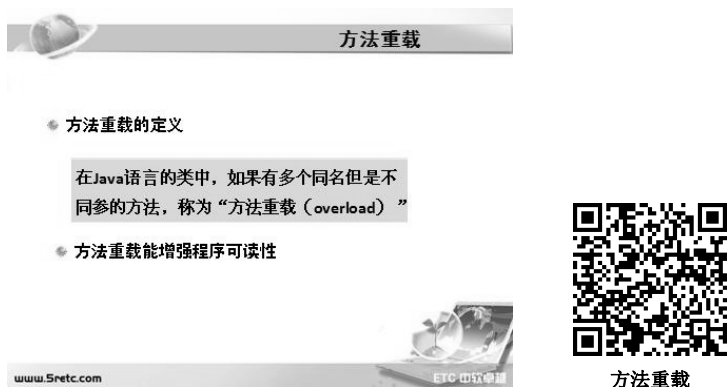 方法重载
方法重载的定义
在Java语言的类中，如果有多个同名但是不
同参的方法，称为“方法重载（overload）”
方法重载能增强程序可读性
www.5retc.com
ETC 中软卓越
方法重载